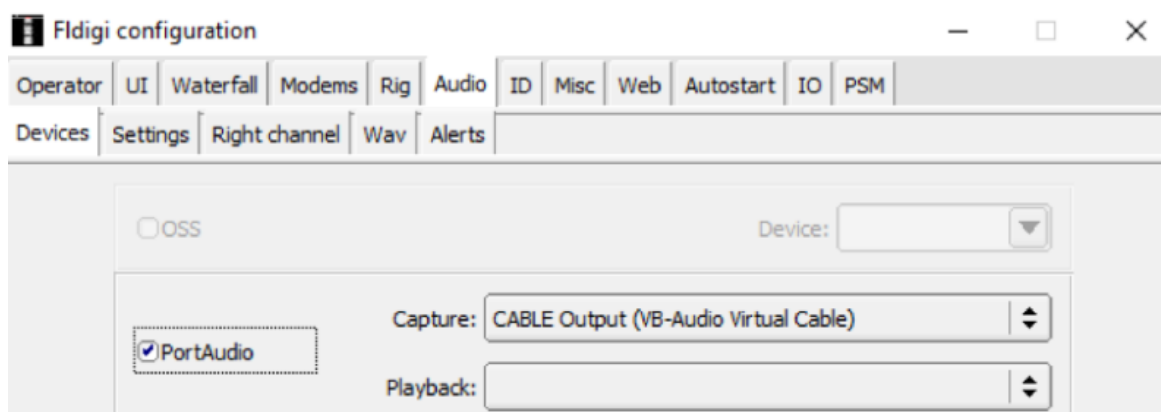 Fldigi configuration
Operator UI Waterfall Modems Rig Audio ID Misc Web Autostart IO PSM
Devices Settings Right channel Wav Alerts
OSS Device:
Capture: CABLE Output (VB-Audio Virtual Cable)
PortAudio
Playback: